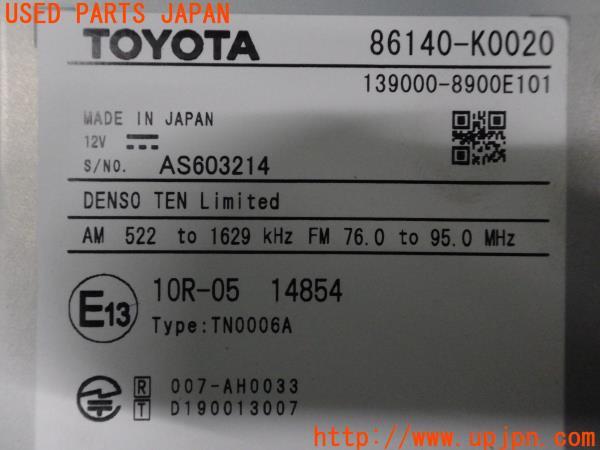 USED PARTS JAPAN
TOYOTA 86140-K0020
139000-8900E101
MADE IN JAPAN
12V
S/NO. AS603214
DENSO TEN Limited
AM 522 to 1629 kHz FM 76.0 to 95.0 MHz
E13 10R-05 14854
Type:TN0006A
R 007-AH0033
T D190013007
http://www.upjpn.com